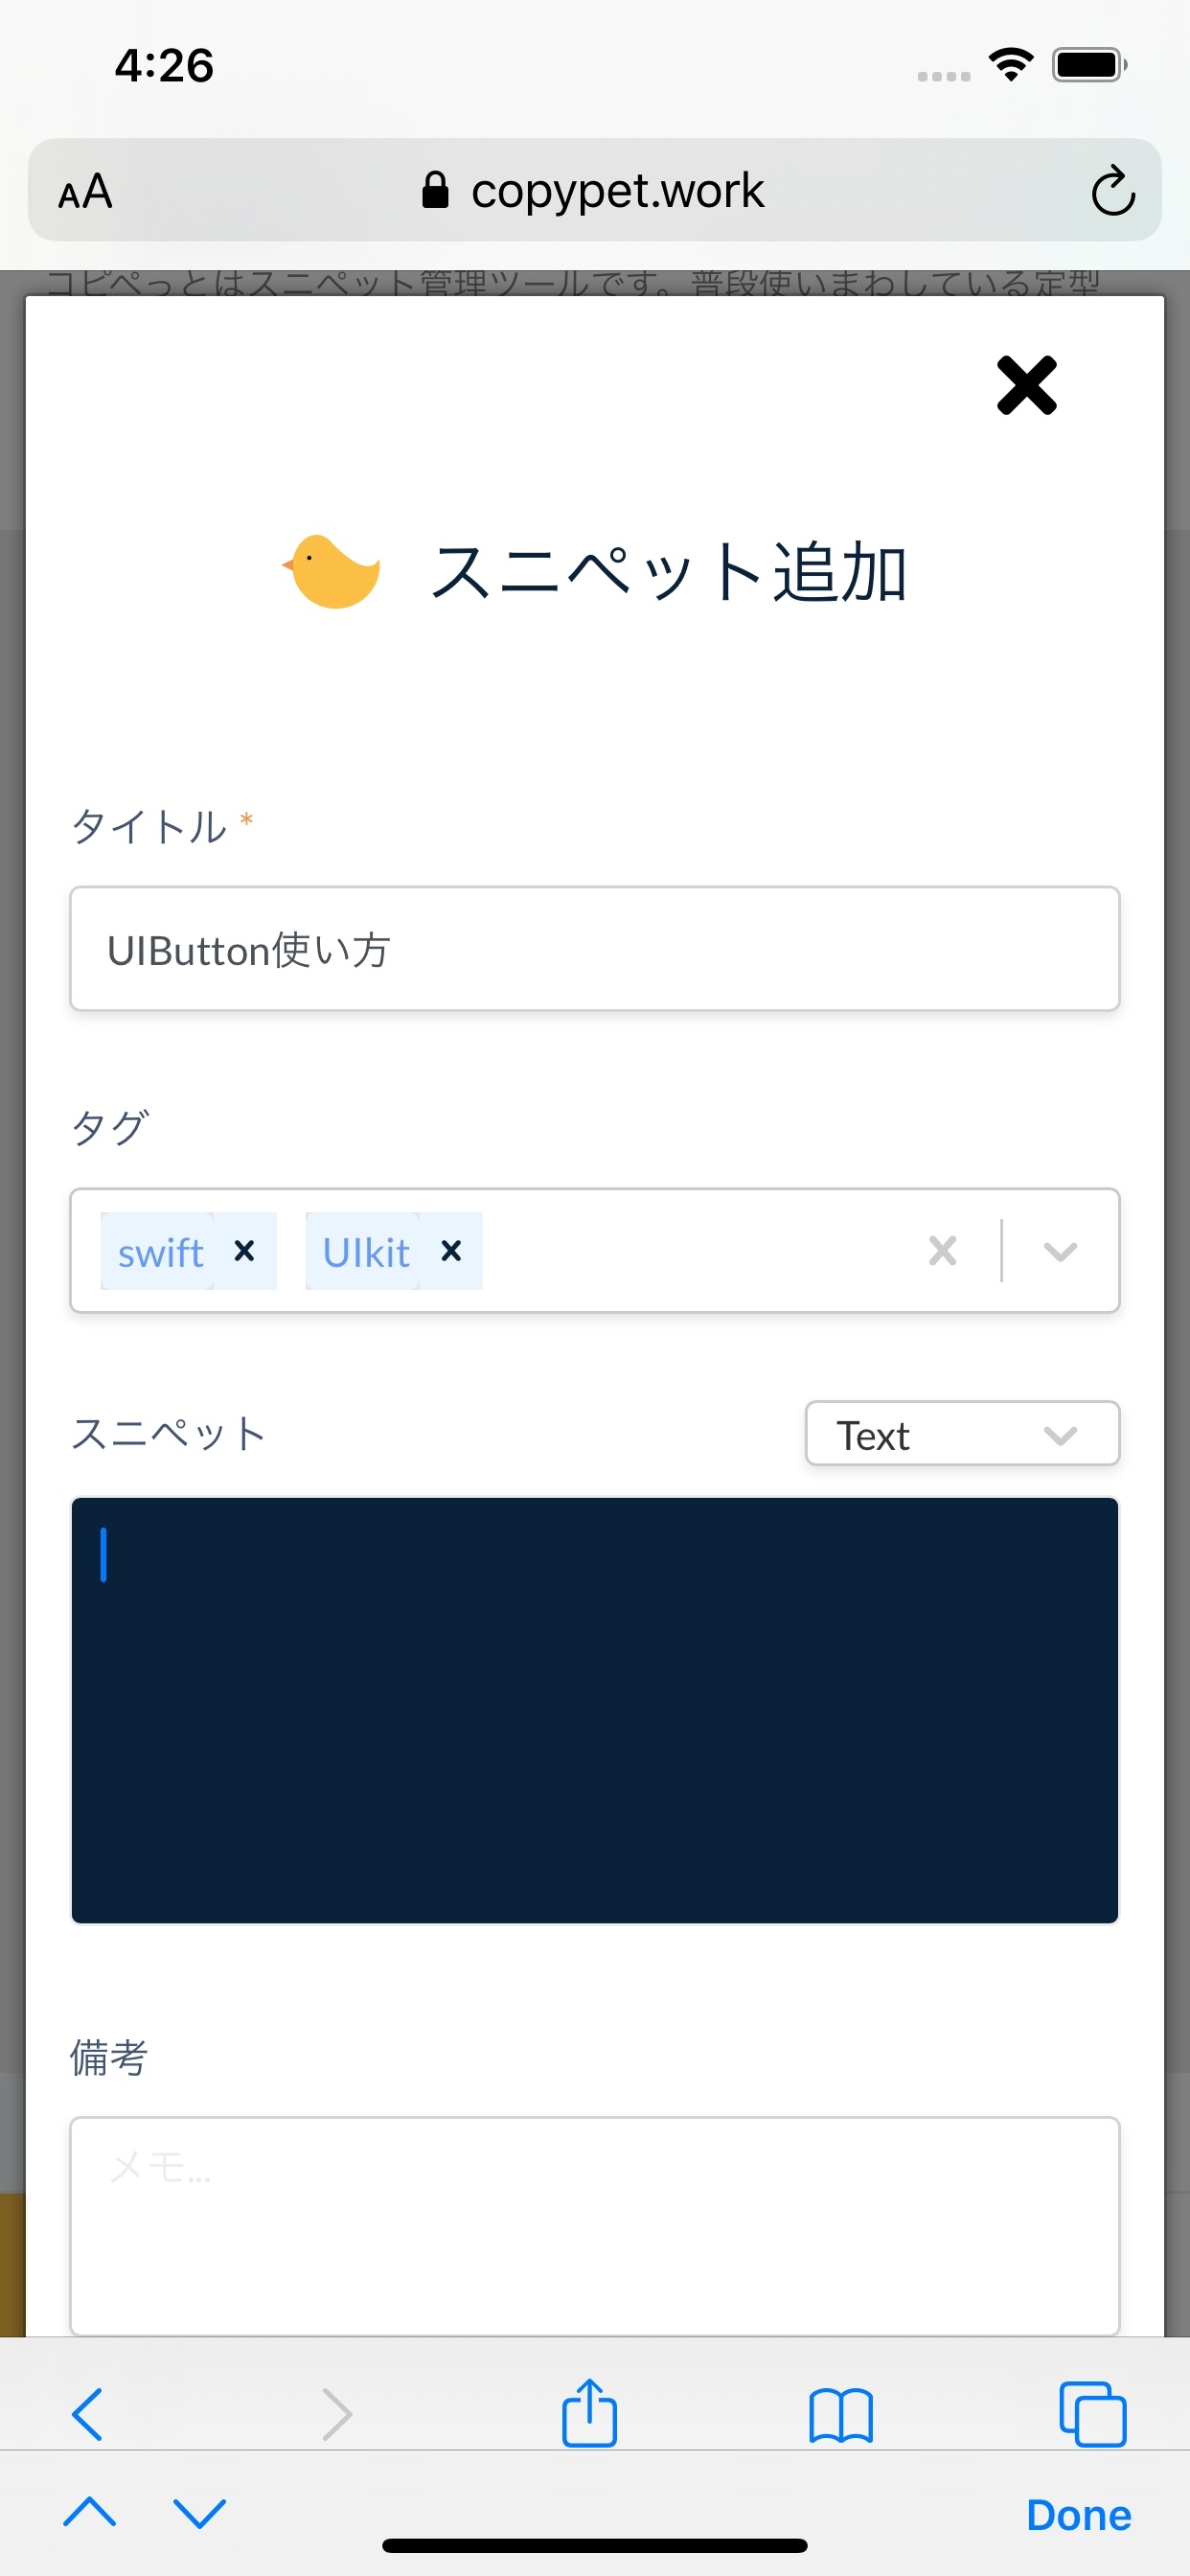 4:26
AA copypet.work
コピペっとはスニペット管理ツールです。普段使いまわしている定型
スニペット追加
タイトル *
UIButton使い方
タグ
swift UIkit
スニペット Text
備考
メモ...
Done